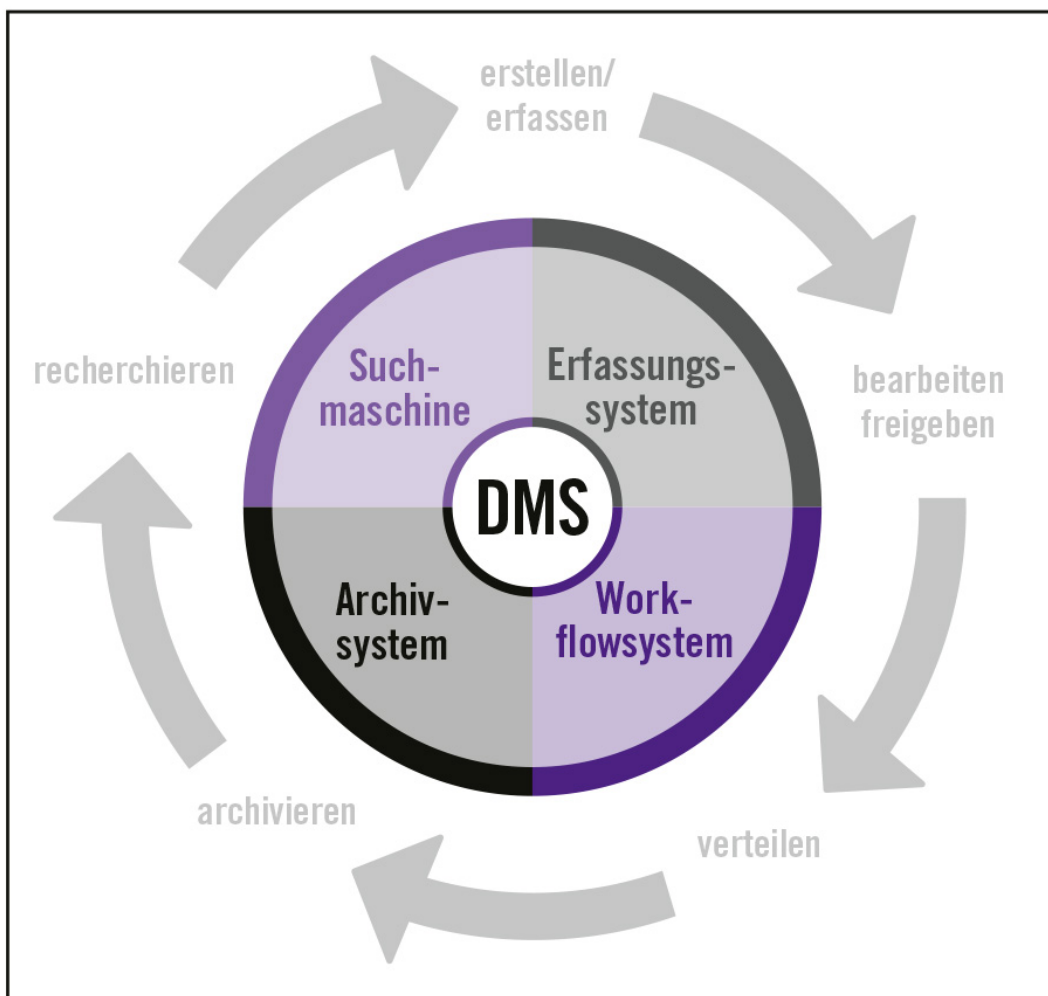 erstellen/
erfassen
bearbeiten
freigeben
verteilen
archivieren
recherchieren
Such-
maschine
Erfassungs-
system
DMS
Archiv-
system
Work-
flowsystem